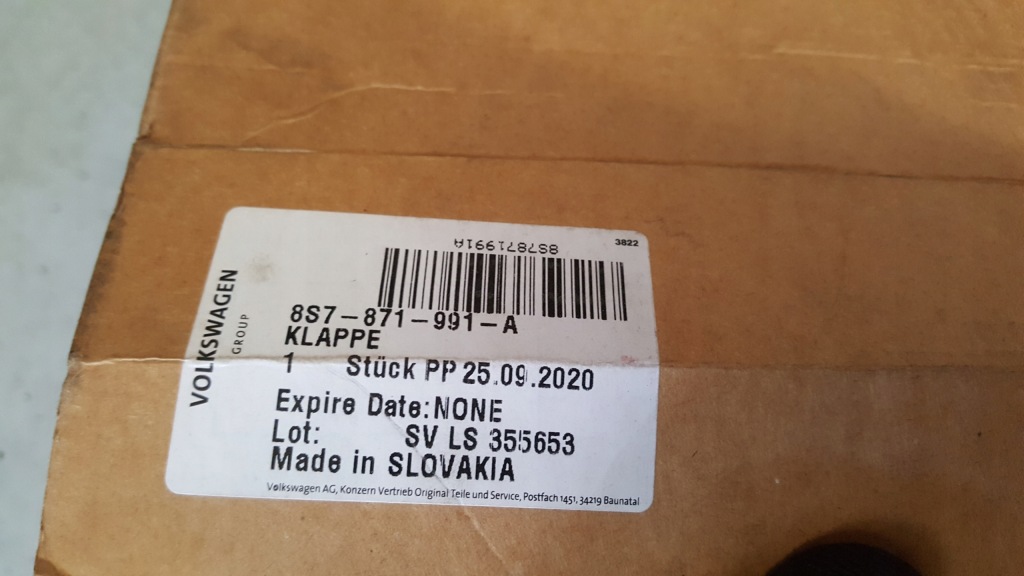 3822
8S7871991A
8S7-871-991-A
KLAPPE
1 Stück PP 25.09.2020
Expire Date:NONE
Lot: SV LS 355653
Made in SLOVAKIA
Volkswagen AG, Konzern Vertrieb Original Teile und Service, Postfach 1451, 34219 Baunatal
VOLKSWAGEN
GROUP